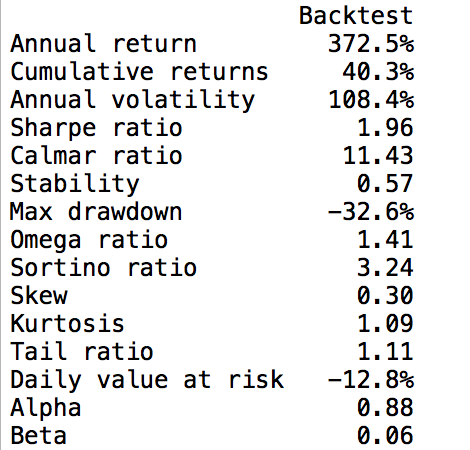 Backtest
Annual return 372.5%
Cumulative returns 40.3%
Annual volatility 108.4%
Sharpe ratio 1.96
Calmar ratio 11.43
Stability 0.57
Max drawdown -32.6%
Omega ratio 1.41
Sortino ratio 3.24
Skew 0.30
Kurtosis 1.09
Tail ratio 1.11
Daily value at risk -12.8%
Alpha 0.88
Beta 0.06